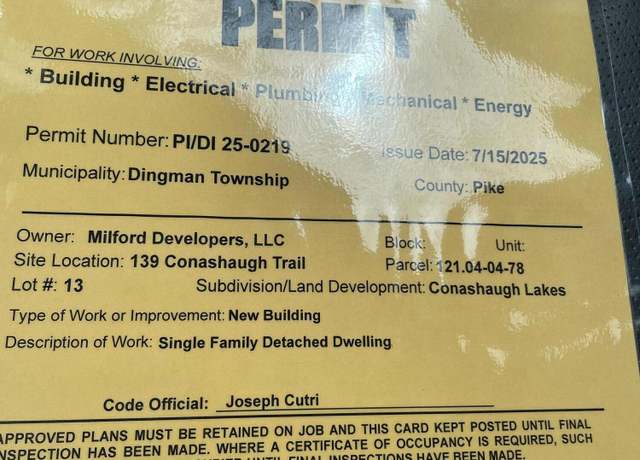 PERMIT
FOR WORK INVOLVING:
* Building * Electrical * Plumbing * Mechanical * Energy
Permit Number: PI/DI 25-0219 Issue Date: 7/15/2025
Municipality: Dingman Township County: Pike
Owner: Milford Developers, LLC Block: Unit:
Site Location: 139 Conashaugh Trail Parcel: 121.04-04-78
Lot #: 13 Subdivision/Land Development: Conashaugh Lakes
Type of Work or Improvement: New Building
Description of Work: Single Family Detached Dwelling
Code Official: Joseph Cutri
APPROVED PLANS MUST BE RETAINED ON JOB AND THIS CARD KEPT POSTED UNTIL FINAL
INSPECTION HAS BEEN MADE. WHERE A CERTIFICATE OF OCCUPANCY IS REQUIRED, SUCH
UNTIL FINAL INSPECTIONS HAVE BEEN MADE.